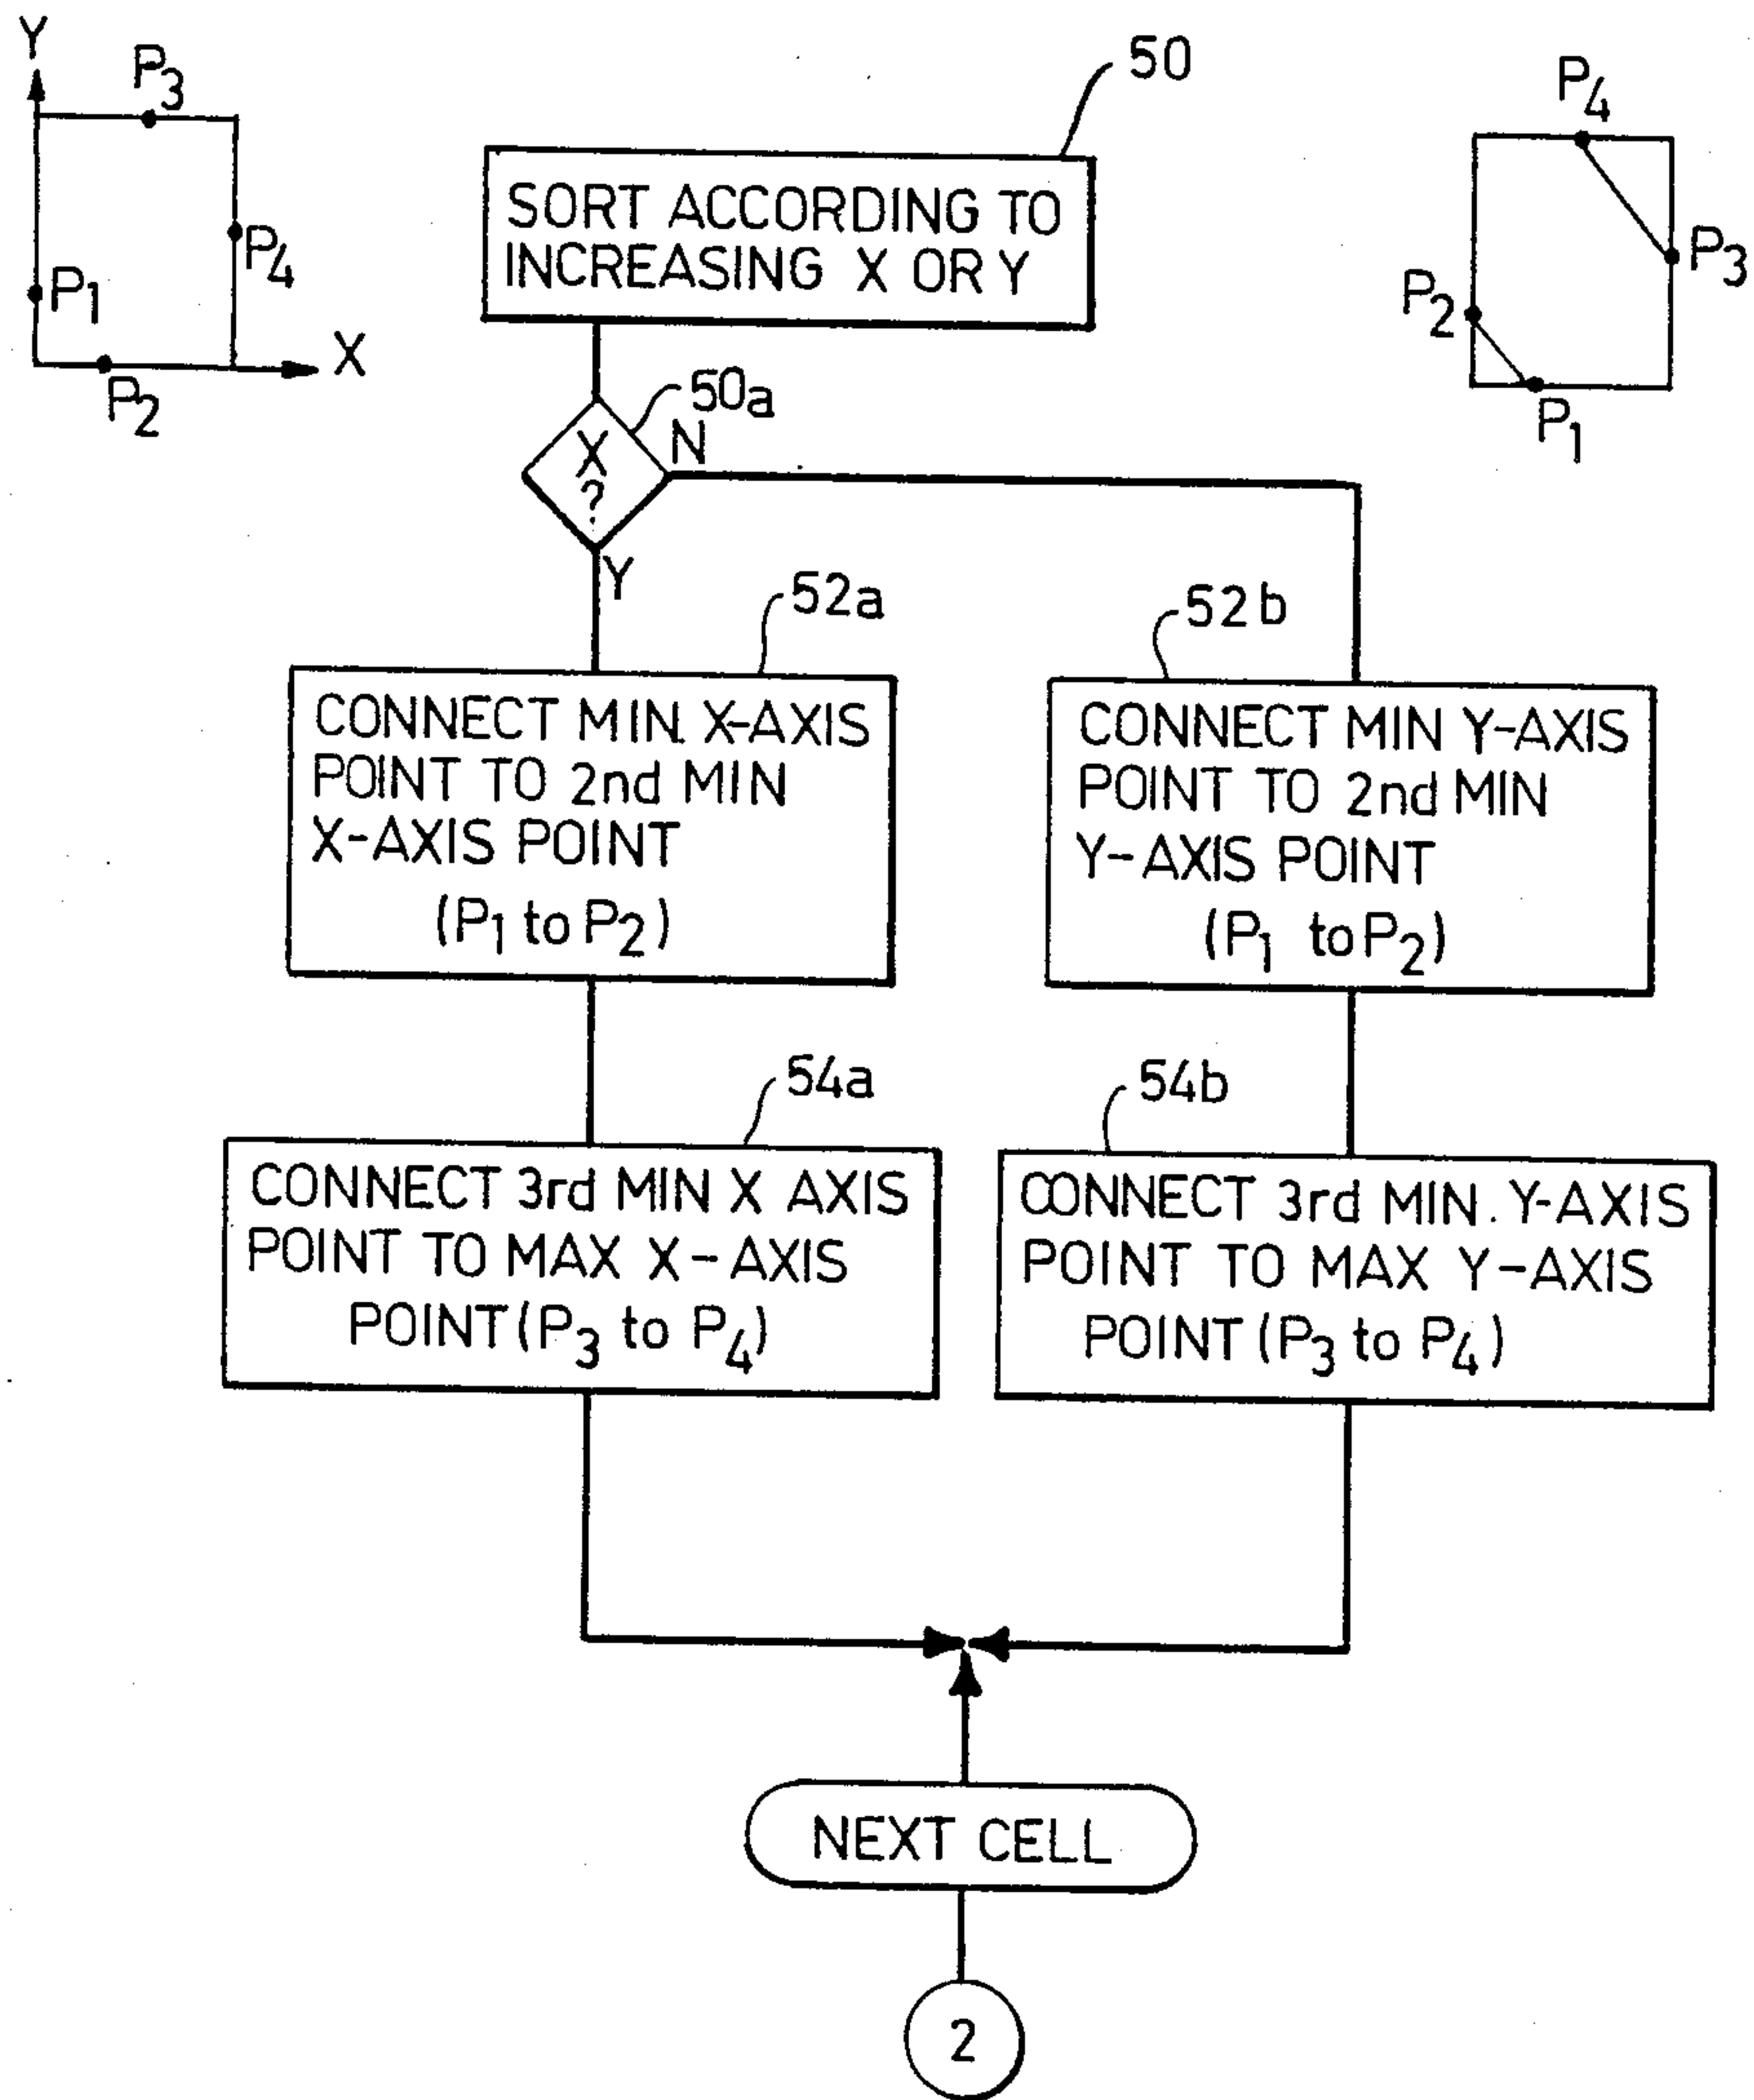 Y
P3
P1
P4
X
P2
50
SORT ACCORDING TO
INCREASING X OR Y
P4
P3
P2
P1
50a
X
?
N
Y
52a
CONNECT MIN. X-AXIS
POINT TO 2nd MIN
X-AXIS POINT
(P1 to P2)
52b
CONNECT MIN Y-AXIS
POINT TO 2nd MIN
Y-AXIS POINT
(P1 to P2)
54a
CONNECT 3rd MIN X AXIS
POINT TO MAX X-AXIS
POINT (P3 to P4)
54b
CONNECT 3rd MIN. Y-AXIS
POINT TO MAX Y-AXIS
POINT (P3 to P4)
NEXT CELL
2